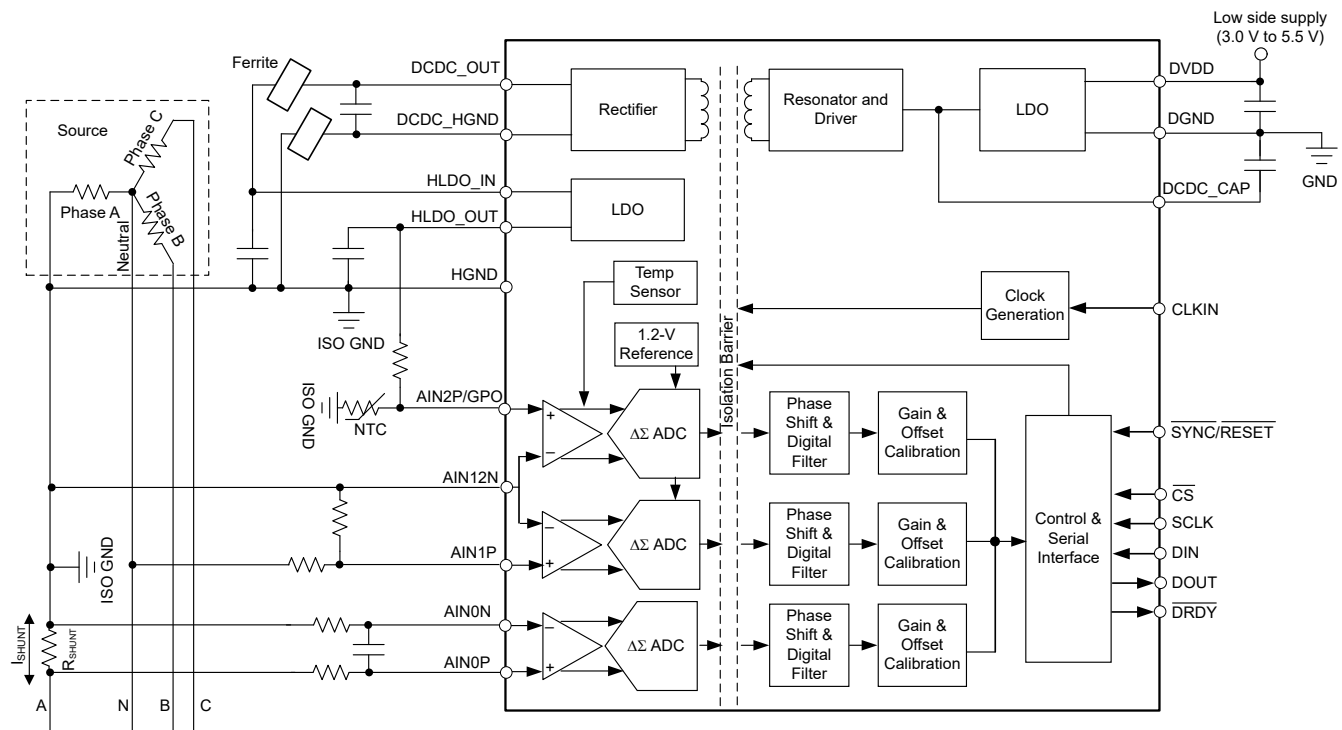 Low side supply
(3.0 V to 5.5 V)
Ferrite
DCDC_OUT
DVDD
Rectifier
Resonator and
Driver
LDO
Source
Phase C
DCDC_HGND
DGND
GND
HLDO_IN
DCDC_CAP
Phase A
Phase B
Neutral
HLDO_OUT
LDO
HGND
Temp
Sensor
Clock
Generation
CLKIN
ISO GND
1.2-V
Reference
Isolation Barrier
ISO GND
NTC
AIN2P/GPO
+
−
ΔΣ ADC
Phase
Shift &
Digital
Filter
Gain &
Offset
Calibration
SYNC/RESET
AIN12N
CS
−
+
ΔΣ ADC
Phase
Shift &
Digital
Filter
Gain &
Offset
Calibration
Control &
Serial
Interface
SCLK
DIN
AIN1P
DOUT
ISO GND
DRDY
AIN0N
−
+
ΔΣ ADC
Phase
Shift &
Digital
Filter
Gain &
Offset
Calibration
ISHUNT
RSHUNT
AIN0P
A
N
B
C